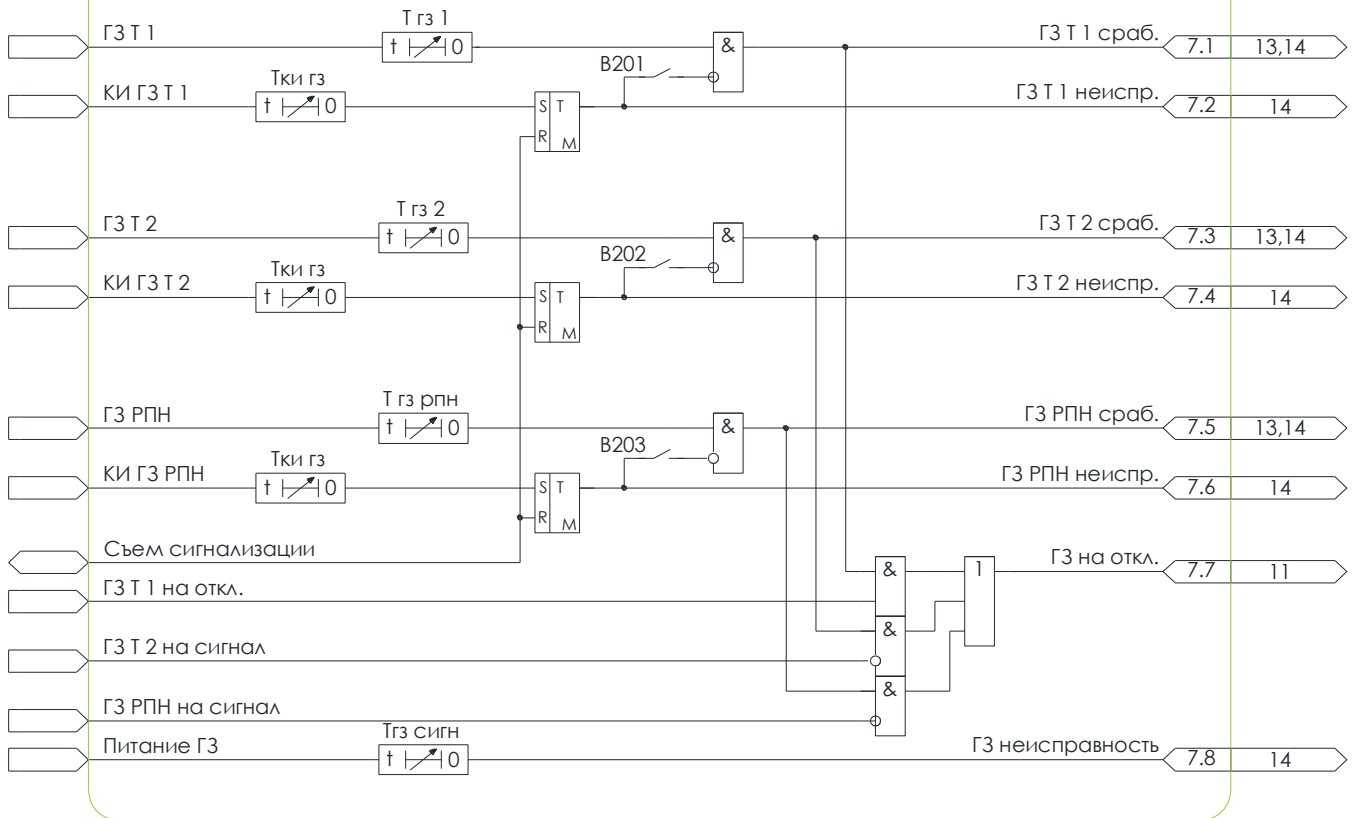 Т гз 1
ГЗ Т 1
t 0
&
ГЗ Т 1 сраб.
7.1 13,14
Тки гз
В201
КИ ГЗ Т 1
t 0
S T
R M
ГЗ Т 1 неиспр.
7.2 14
Т гз 2
ГЗ Т 2
t 0
&
ГЗ Т 2 сраб.
7.3 13,14
Тки гз
В202
КИ ГЗ Т 2
t 0
S T
R M
ГЗ Т 2 неиспр.
7.4 14
Т гз рпн
ГЗ РПН
t 0
&
ГЗ РПН сраб.
7.5 13,14
Тки гз
В203
КИ ГЗ РПН
t 0
S T
R M
ГЗ РПН неиспр.
7.6 14
Съем сигнализации
& 1
ГЗ на откл.
7.7 11
ГЗ Т 1 на откл.
&
ГЗ Т 2 на сигнал
&
ГЗ РПН на сигнал
Тгз сигн
Питание ГЗ
t 0
ГЗ неисправность
7.8 14